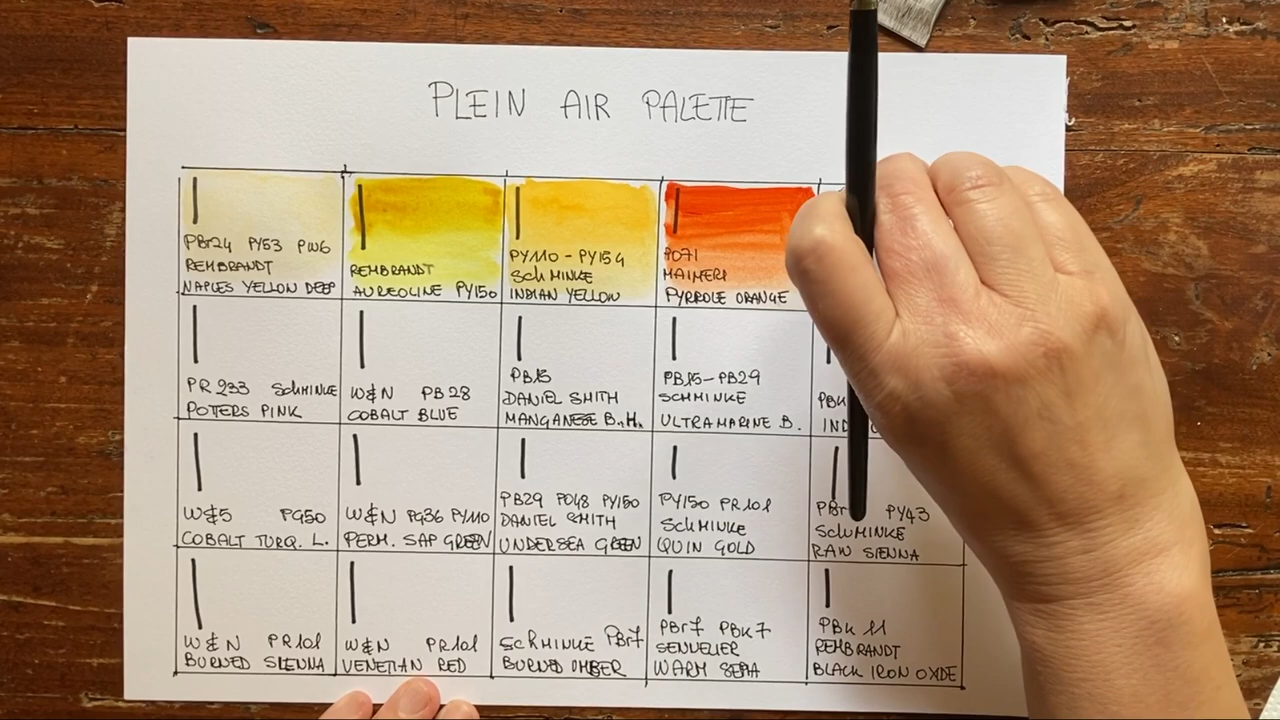 PLEIN AIR PALETTE
PBr24 PY53 PW6
REMBRANDT
NAPLES YELLOW DEEP
REMBRANDT
AUREOLINE PY150
PY110 - PY154
SCHMINKE
INDIAN YELLOW
PO71
MAIMERI
PYRROLE ORANGE
PR233 SCHMINKE
POTTERS PINK
W&N PB28
COBALT BLUE
PB15
DANIEL SMITH
MANGANESE B.H.
PB15-PB29
SCHMINKE
ULTRAMARINE B.
W&S PG50
COBALT TURQ. L.
W&N PG36 PY110
PERM. SAP GREEN
PB29 PO48 PY150
DANIEL SMITH
UNDERSEA GREEN
PY150 PR101
SCHMINKE
QUIN GOLD
PY43
SCHMINKE
RAW SIENNA
W&N PR101
BURNED SIENNA
W&N PR101
VENETIAN RED
SCHMINKE PBr7
BURNED UMBER
PBr7 PBK7
SENNELIER
WARM SEPIA
PBK 11
REMBRANDT
BLACK IRON OXDE